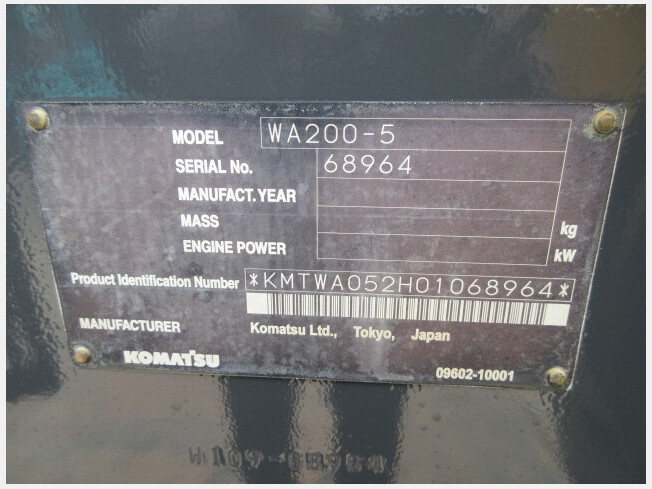 MODEL WA200-5
SERIAL No. 68964
MANUFACT.YEAR
MASS kg
ENGINE POWER kW
Product Identification Number *KMTWA052H01068964*
MANUFACTURER Komatsu Ltd., Tokyo, Japan
KOMATSU 09602-10001